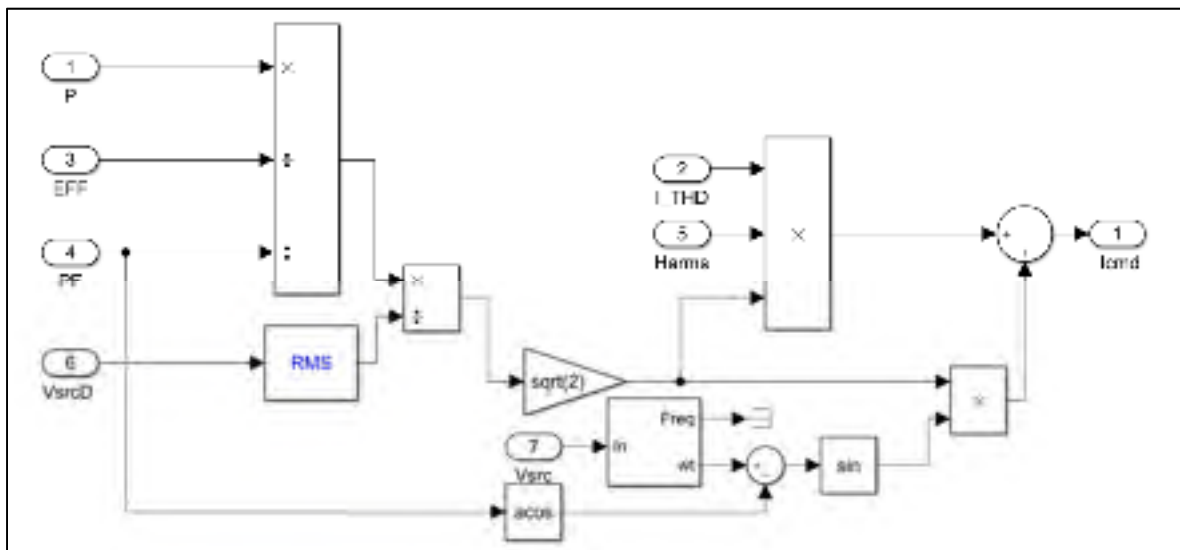 1
P
3
EFF
4
PF
6
VsrcD
RMS
×
÷
÷
×
÷
sqrt(2)
2
I_THD
5
Harms
×
+
+
1
Icmd
7
Vsrc
In
Freq
wt
acos
+
-
sin
×